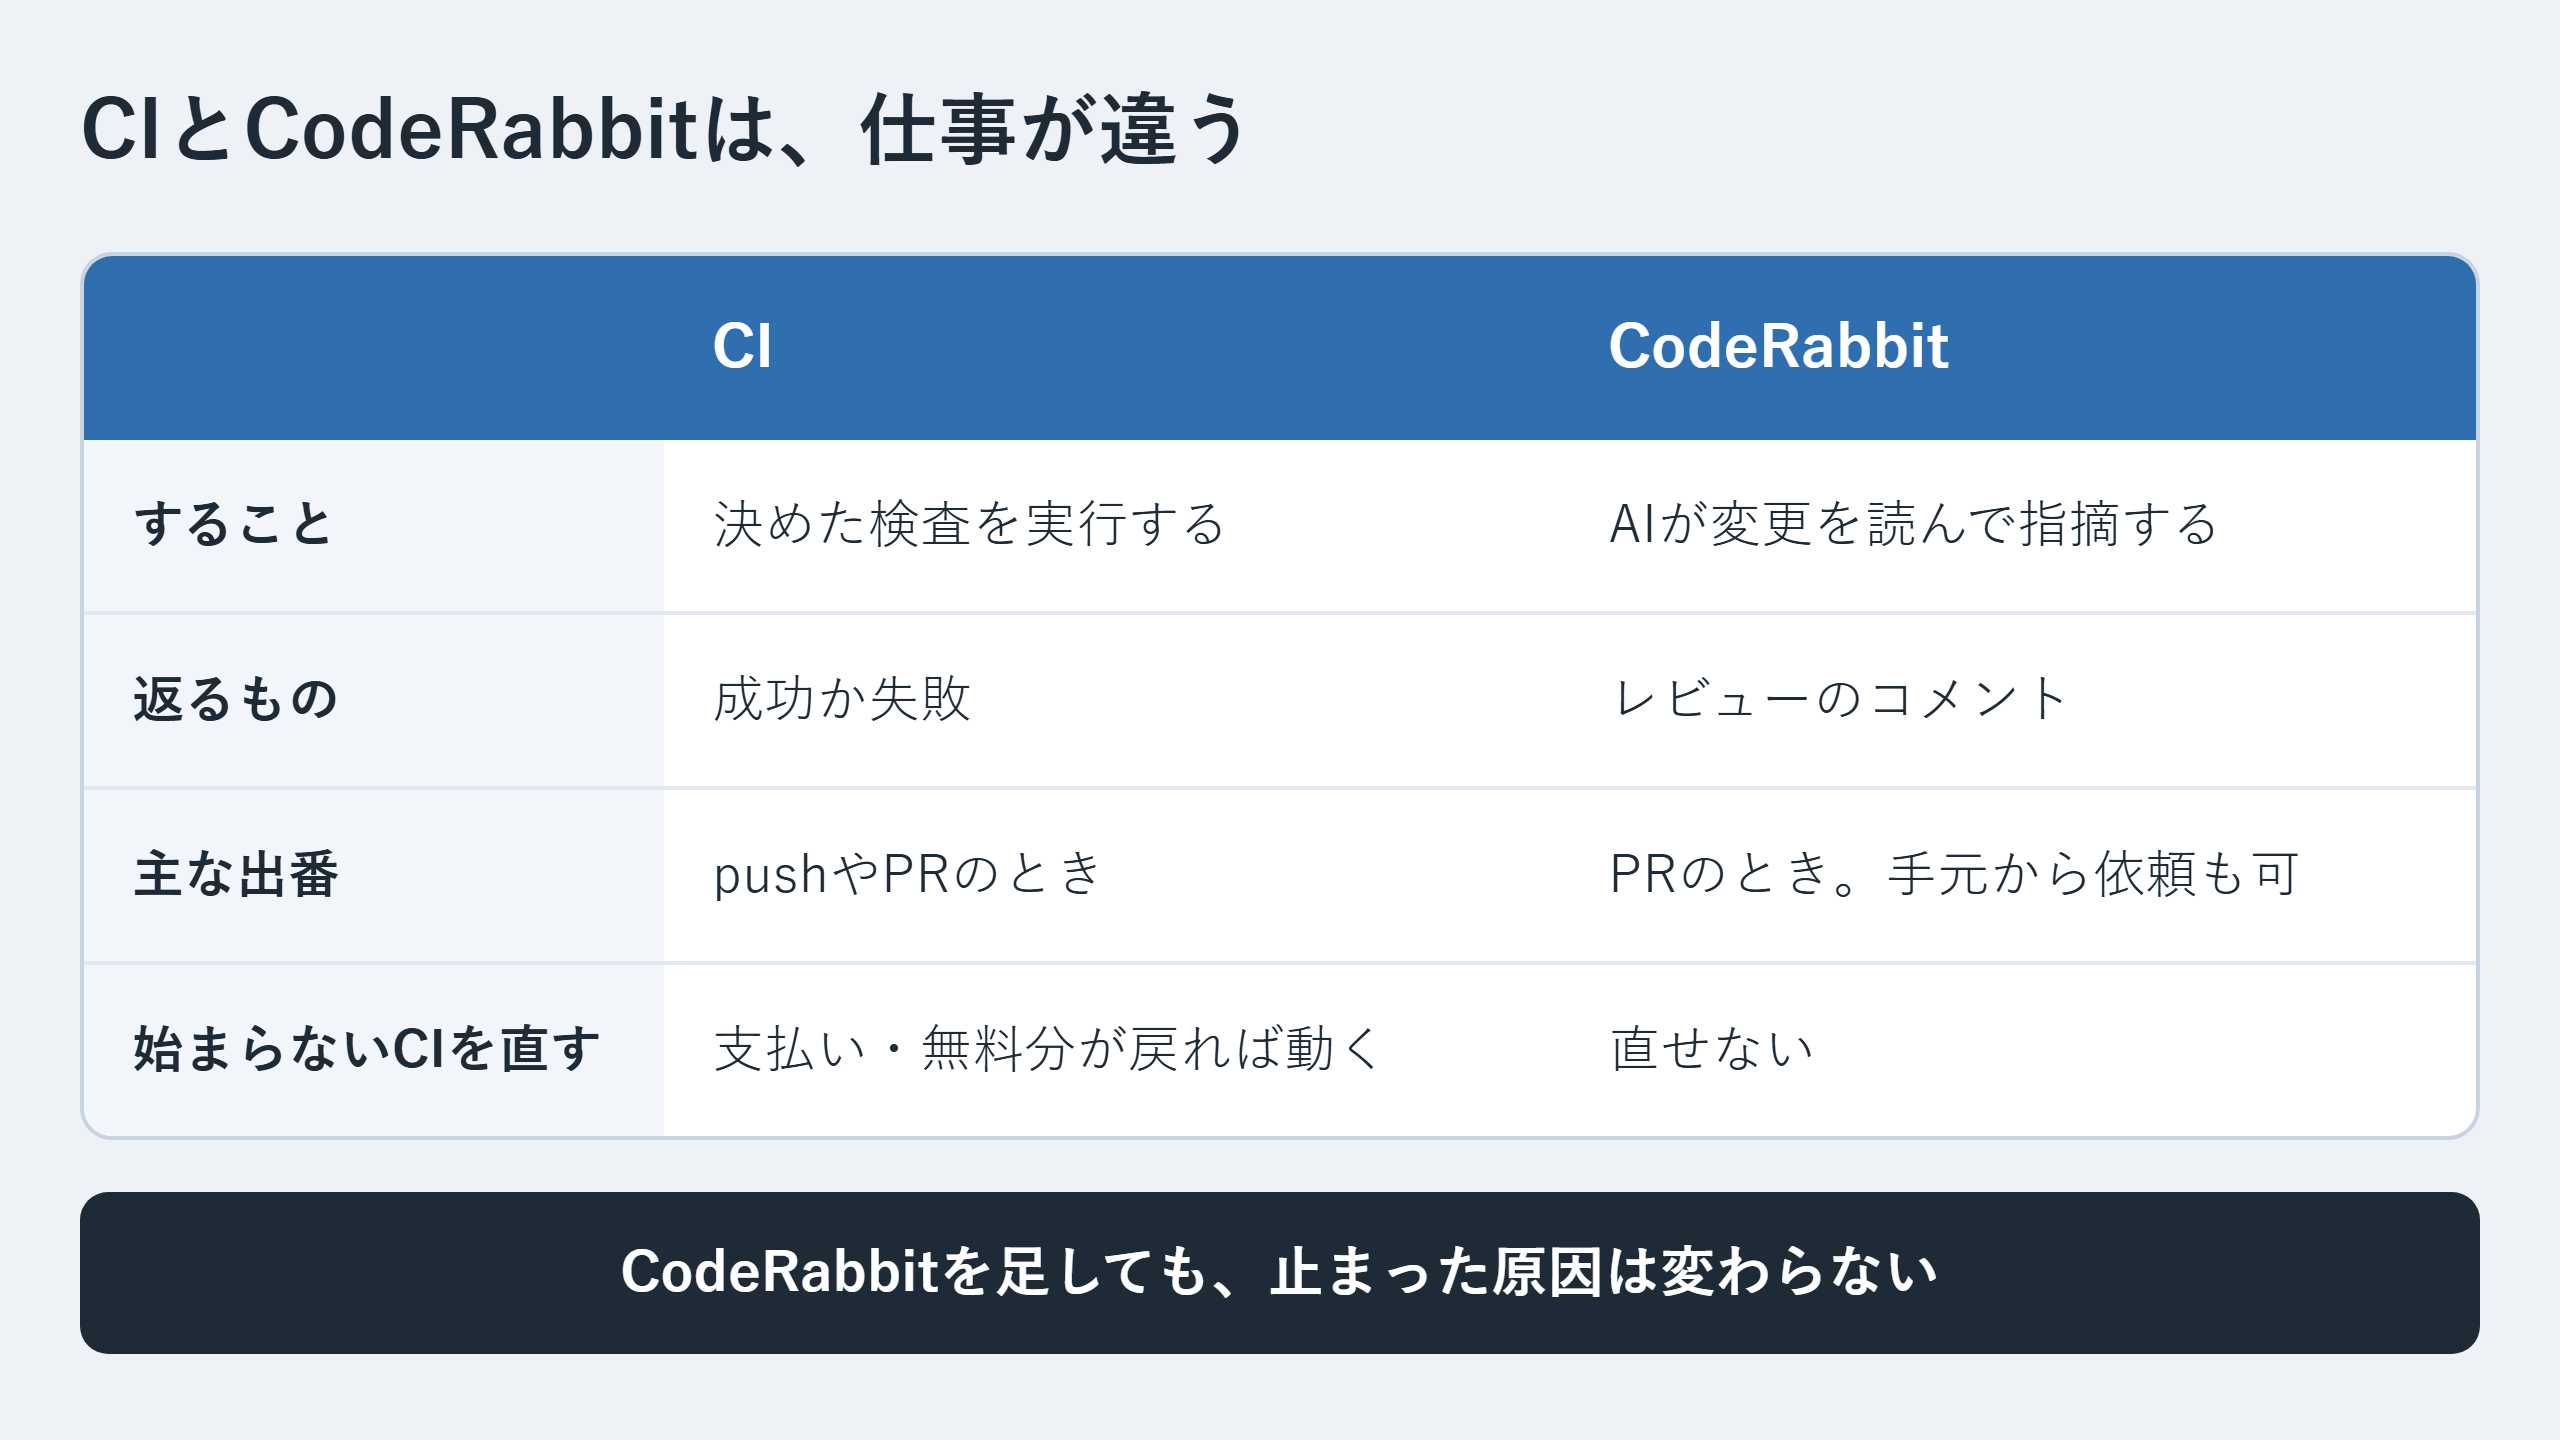 CIとCodeRabbitは、仕事が違う
CI CodeRabbit
すること 決めた検査を実行する AIが変更を読んで指摘する
返るもの 成功か失敗 レビューのコメント
主な出番 pushやPRのとき PRのとき。手元から依頼も可
始まらないCIを直す 支払い・無料分が戻れば動く 直せない
CodeRabbitを足しても、止まった原因は変わらない